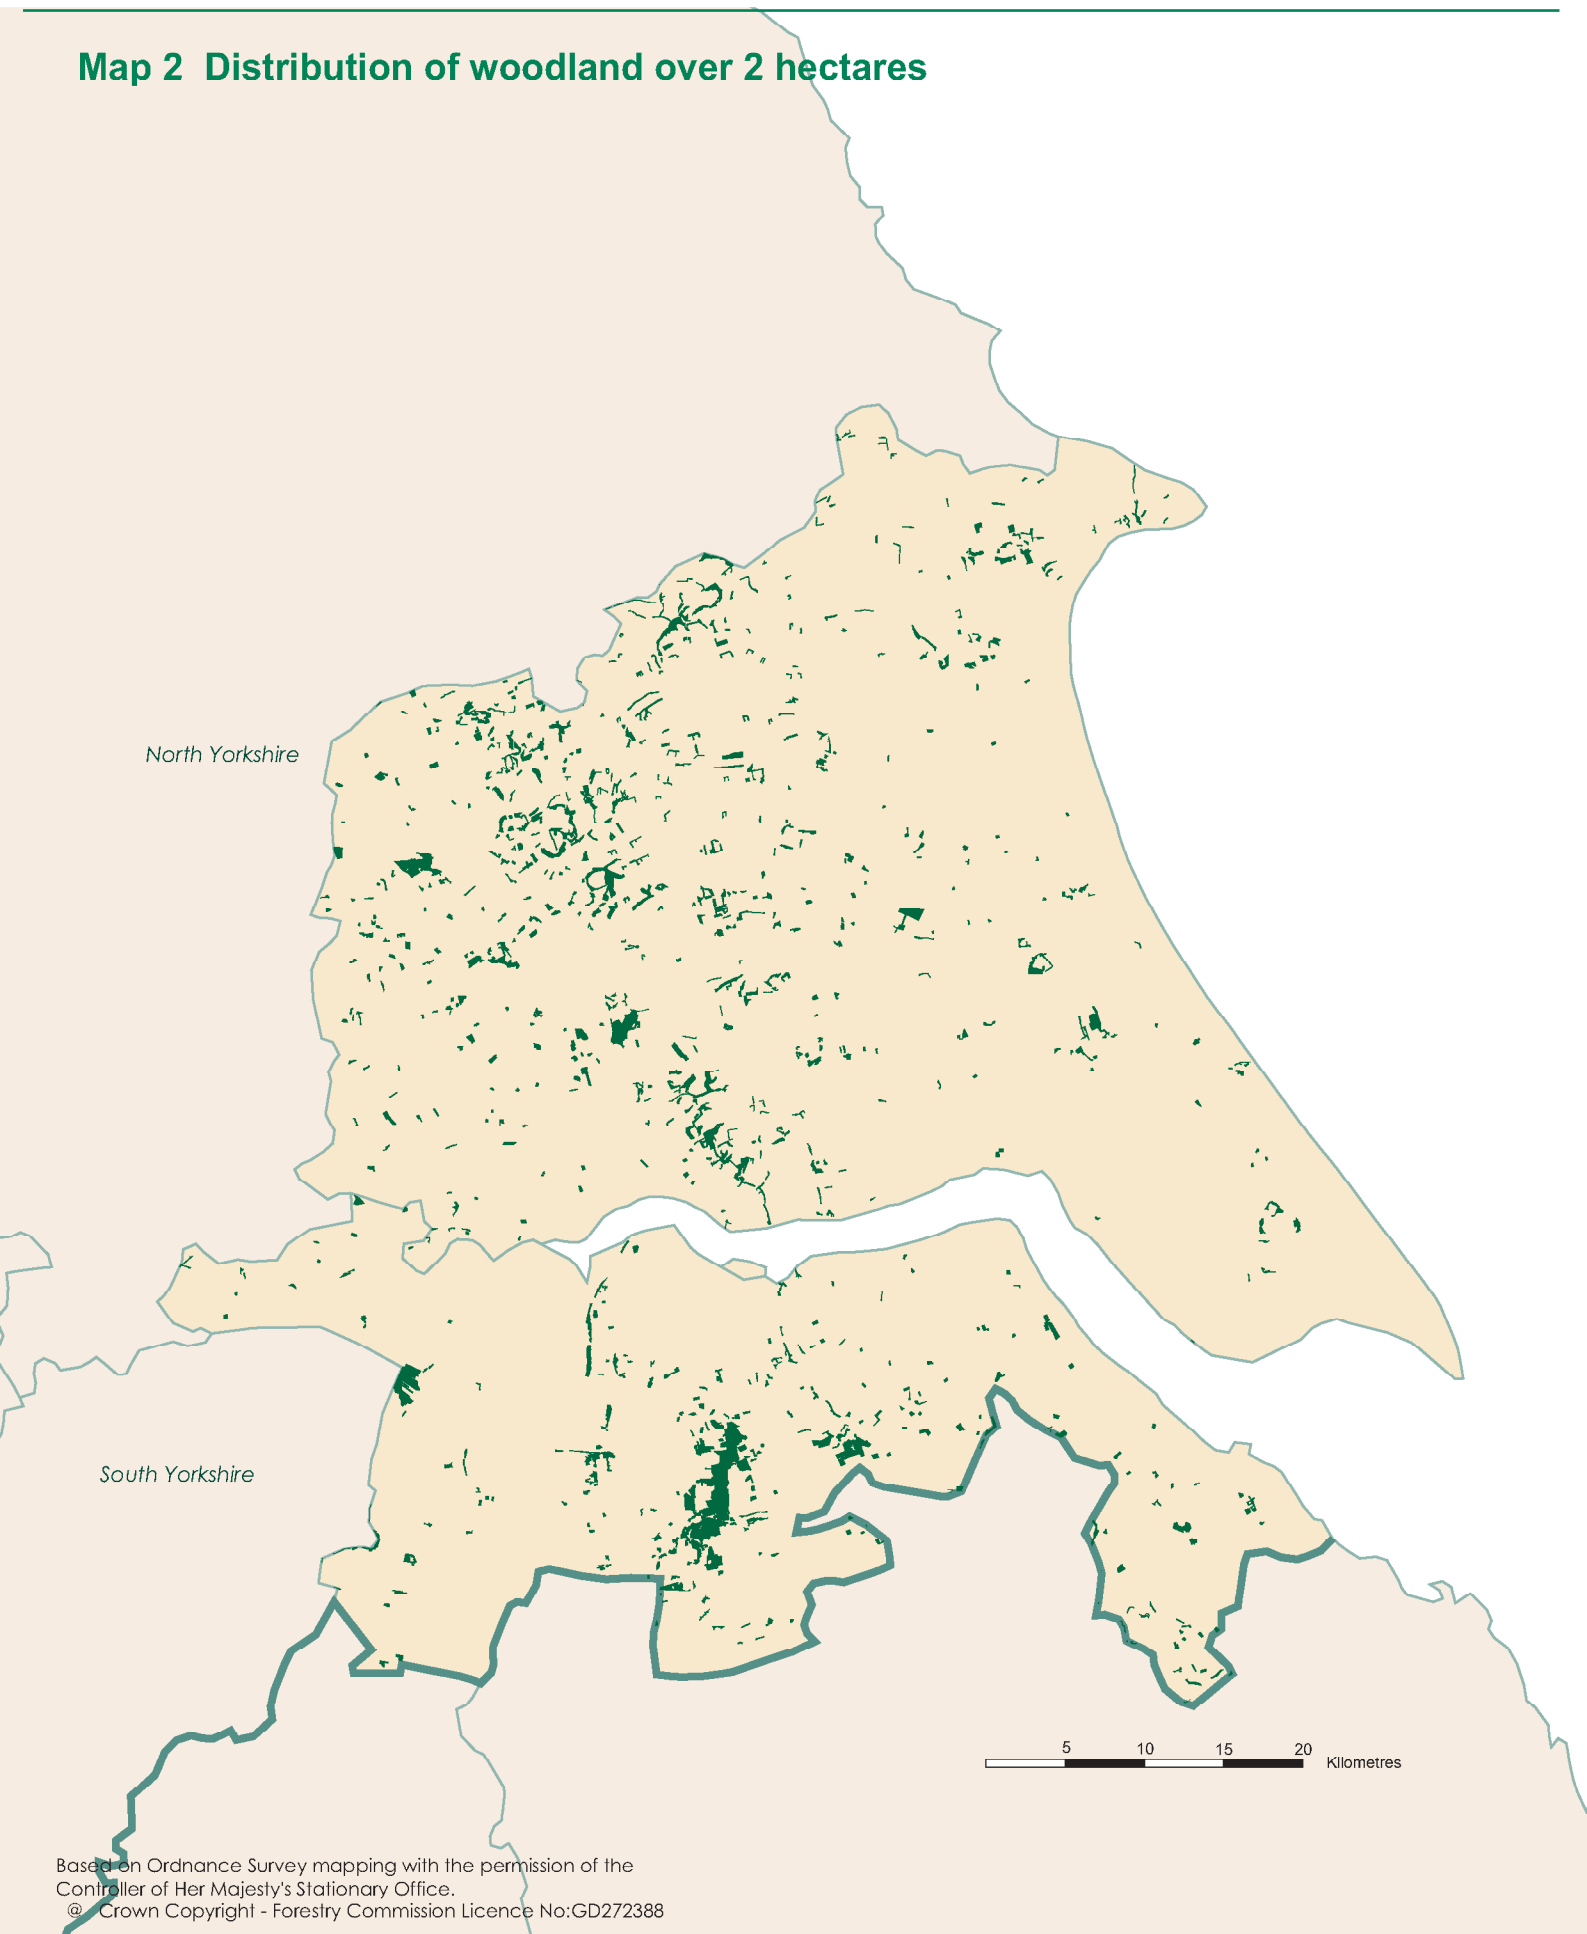 Map 2 Distribution of woodland over 2 hectares
North Yorkshire
South Yorkshire
5 10 15 20
Kilometres
Based on Ordnance Survey mapping with the permission of the
Controller of Her Majesty's Stationary Office.
@ Crown Copyright - Forestry Commission Licence No:GD272388